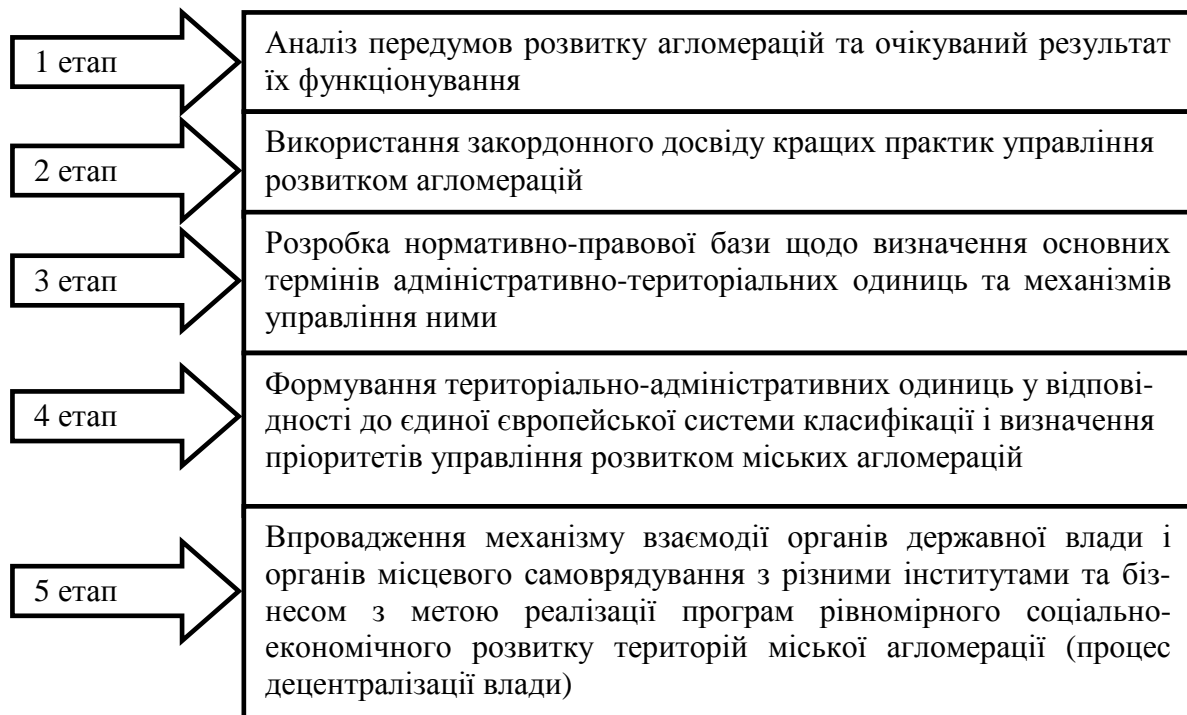 1 етап
Аналіз передумов розвитку агломерацій та очікуваний результат
їх функціонування
2 етап
Використання закордонного досвіду кращих практик управління
розвитком агломерацій
3 етап
Розробка нормативно-правової бази щодо визначення основних
термінів адміністративно-територіальних одиниць та механізмів
управління ними
4 етап
Формування територіально-адміністративних одиниць у відпові-
дності до єдиної європейської системи класифікації і визначення
пріоритетів управління розвитком міських агломерацій
5 етап
Впровадження механізму взаємодії органів державної влади і
органів місцевого самоврядування з різними інститутами та біз-
несом з метою реалізації програм рівномірного соціально-
економічного розвитку територій міської агломерації (процес
децентралізації влади)